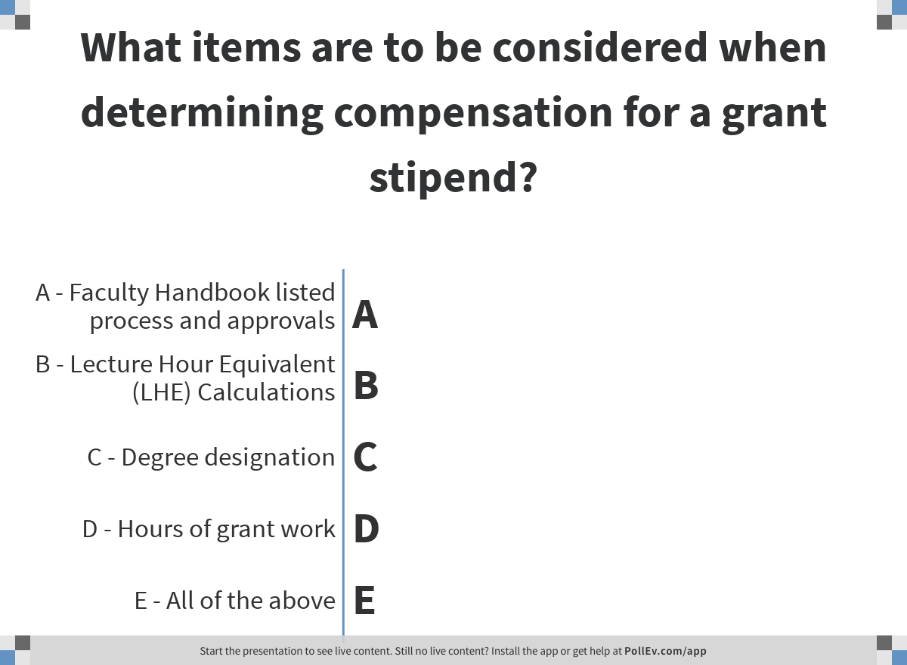 What items are to be considered when
determining compensation for a grant
stipend?
A - Faculty Handbook listed
process and approvals
A
B - Lecture Hour Equivalent
(LHE) Calculations
B
C - Degree designation
C
D - Hours of grant work
D
E - All of the above
E
Start the presentation to see live content. Still no live content? Install the app or get help at PollEv.com/app